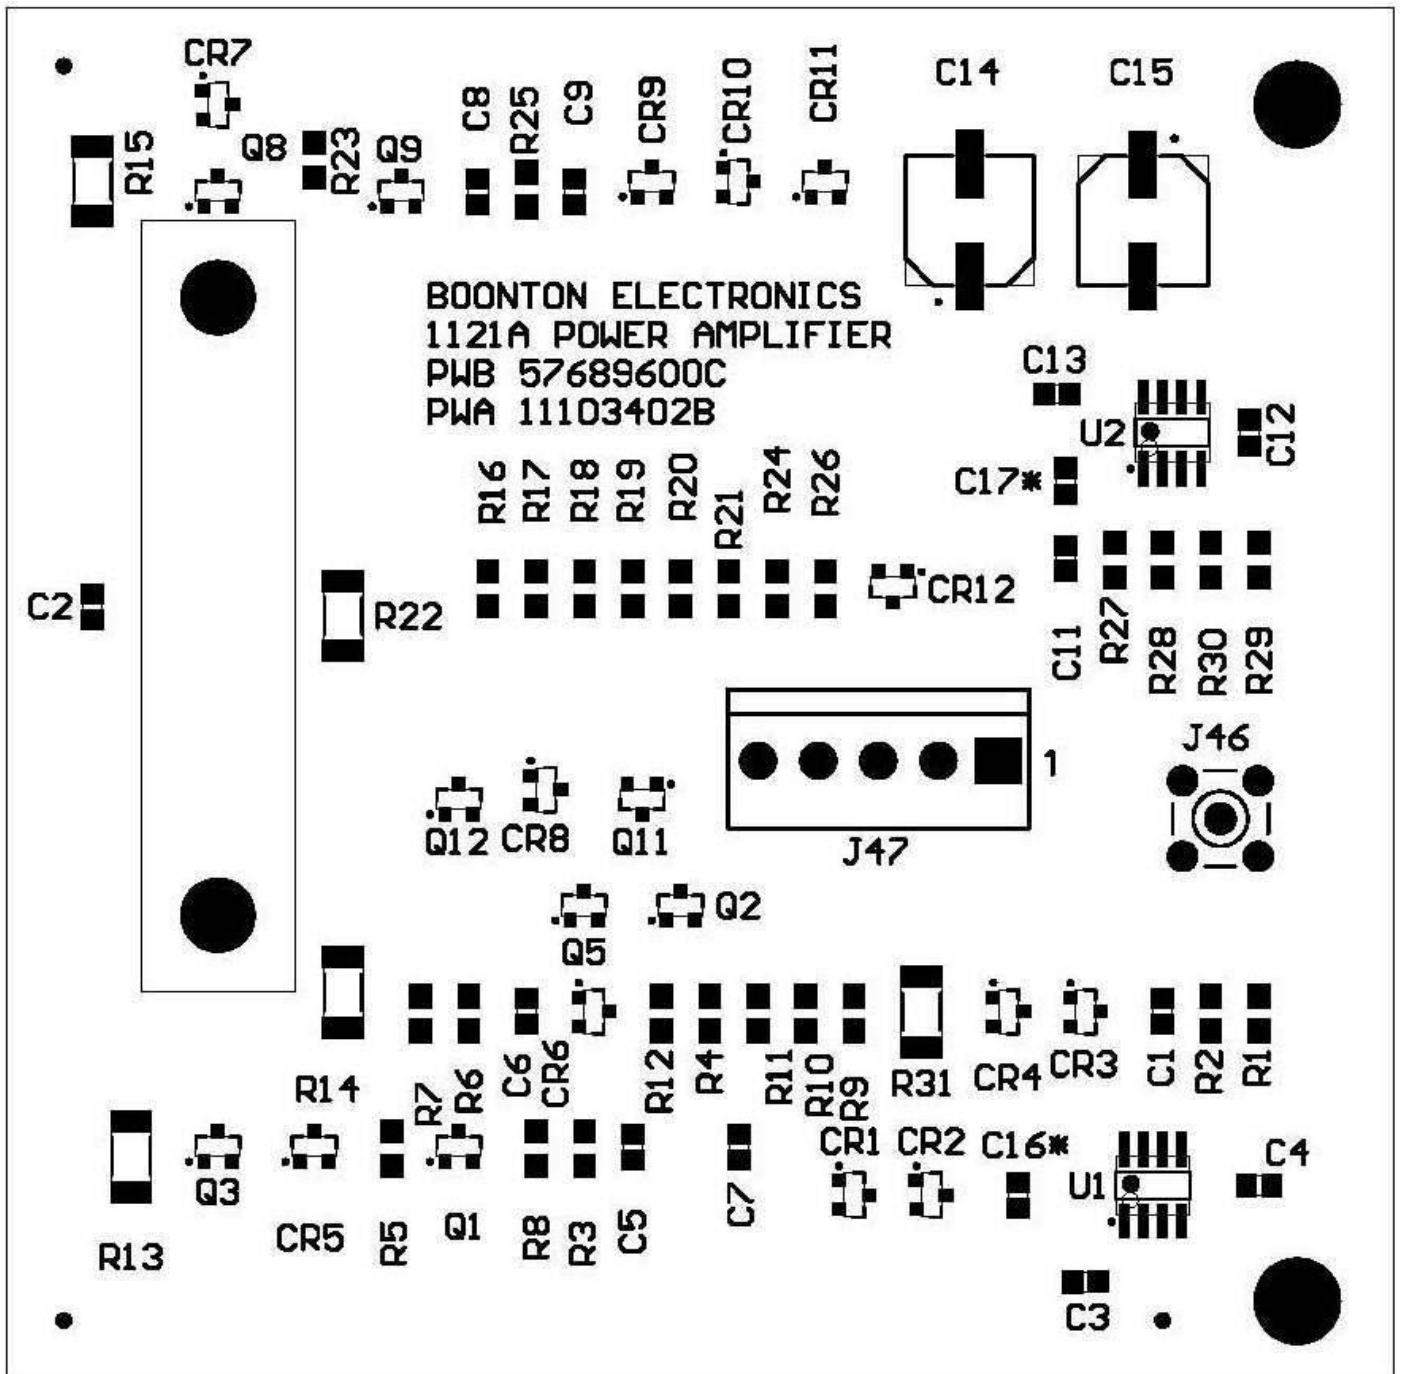 CR7
C8
R25
C9
CR9
CR10
CR11
C14
C15
R15
Q8
R23
Q9
BOONTON ELECTRONICS
1121A POWER AMPLIFIER
PWB 57689600C
PWA 11103402B
C13
U2
C12
C17*
R16
R17
R18
R19
R20
R21
R24
R26
C2
R22
CR12
C11
R27
R28
R30
R29
J46
1
Q12
CR8
Q11
J47
Q2
Q5
R14
R7
R6
C6
CR6
R12
R4
R11
R10
R9
R31
CR4
CR3
C1
R2
R1
CR1
CR2
C16*
U1
C4
Q3
R13
CR5
R5
Q1
R8
R3
C5
C7
C3